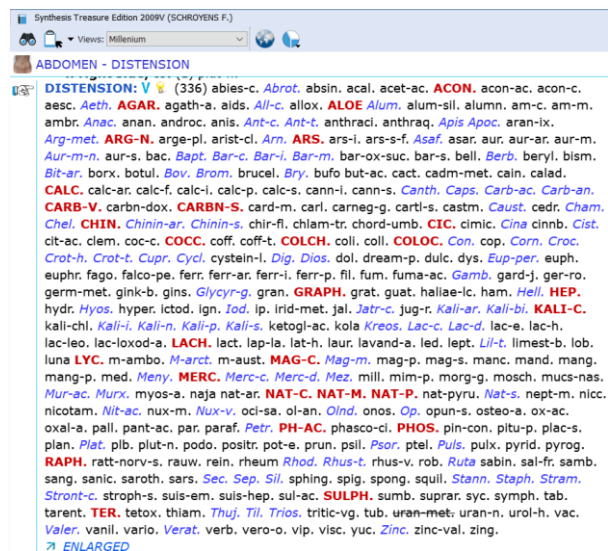 Synthesis Treasure Edition 2009V (SCHROYENS F.)
Views: Millenium
ABDOMEN - DISTENSION
DISTENSION: V (336) abies-c. Abrot. absin. acal. acet-ac. ACON. acon-ac. acon-c.
aesc. Aeth. AGAR. agath-a. aids. All-c. allox. ALOE Alum. alum-sil. alumn. am-c. am-m.
ambr. Anac. anan. androc. anis. Ant-c. Ant-t. anthraci. anthraq. Apis Apoc. aran-ix.
Arg-met. ARG-N. arge-pl. arist-cl. Arn. ARS. ars-i. ars-s-f. Asaf. asar. aur. aur-ar. aur-m.
Aur-m-n. aur-s. bac. Bapt. Bar-c. Bar-i. Bar-m. bar-ox-suc. bar-s. bell. Berb. beryl. bism.
Bit-ar. borx. botul. Bov. Brom. brucel. Bry. bufo but-ac. cact. cadm-met. cain. calad.
CALC. calc-ar. calc-f. calc-i. calc-p. calc-s. cann-i. cann-s. Canth. Caps. Carb-ac. Carb-an.
CARB-V. carbn-dox. CARBN-S. card-m. carl. carneg-g. cartl-s. castm. Caust. cedr. Cham.
Chel. CHIN. Chinin-ar. Chinin-s. chir-fl. chlam-tr. chord-umb. CIC. cimic. Cina cinnb. Cist.
cit-ac. clem. coc-c. COCC. coff. coff-t. COLCH. coli. coll. COLOC. Con. cop. Corn. Croc.
Crot-h. Crot-t. Cupr. Cycl. cystein-l. Dig. Dios. dol. dream-p. dulc. dys. Eup-per. euph.
euphr. fago. falco-pe. ferr. ferr-ar. ferr-i. ferr-p. fil. fum. fuma-ac. Gamb. gard-j. ger-ro.
germ-met. gink-b. gins. Glycyr-g. gran. GRAPH. grat. guat. haliae-lc. ham. Hell. HEP.
hydr. Hyos. hyper. ictod. ign. Iod. ip. irid-met. jal. Jatr-c. jug-r. Kali-ar. Kali-bi. KALI-C.
kali-chl. Kali-i. Kali-n. Kali-p. Kali-s. ketogl-ac. kola Kreos. Lac-c. Lac-d. lac-e. lac-h.
lac-leo. lac-loxod-a. LACH. lact. lap-la. lat-h. laur. lavand-a. led. lept. Lil-t. limest-b. lob.
luna LYC. m-ambo. M-arct. m-aust. MAG-C. Mag-m. mag-p. mag-s. manc. mand. mang.
mang-p. med. Meny. MERC. Merc-c. Merc-d. Mez. mill. mim-p. morg-g. mosch. mucs-nas.
Mur-ac. Murx. myos-a. naja nat-ar. NAT-C. NAT-M. NAT-P. nat-pyru. Nat-s. nept-m. nicc.
nicotam. Nit-ac. nux-m. Nux-v. oci-sa. ol-an. Olnd. onos. Op. opun-s. osteo-a. ox-ac.
oxal-a. pall. pant-ac. par. paraf. Petr. PH-AC. phasco-ci. PHOS. pin-con. pitu-p. plac-s.
plan. Plat. plb. plut-n. podo. positr. pot-e. prun. psil. Psor. ptel. Puls. pulx. pyrid. pyrog.
RAPH. ratt-norv-s. rauw. rein. rheum Rhod. Rhus-t. rhus-v. rob. Ruta sabin. sal-fr. samb.
sang. sanic. saroth. sars. Sec. Sep. Sil. sphing. spig. spong. squil. Stann. Staph. Stram.
Stront-c. stroph-s. suis-em. suis-hep. sul-ac. SULPH. sumb. suprar. syc. symph. tab.
tarent. TER. tetox. thiam. Thuj. Til. Trios. tritic-vg. tub. uran-met. uran-n. urol-h. vac.
Valer. vanil. vario. Verat. verb. vero-o. vip. visc. yuc. Zinc. zinc-val. zing.
ENLARGED